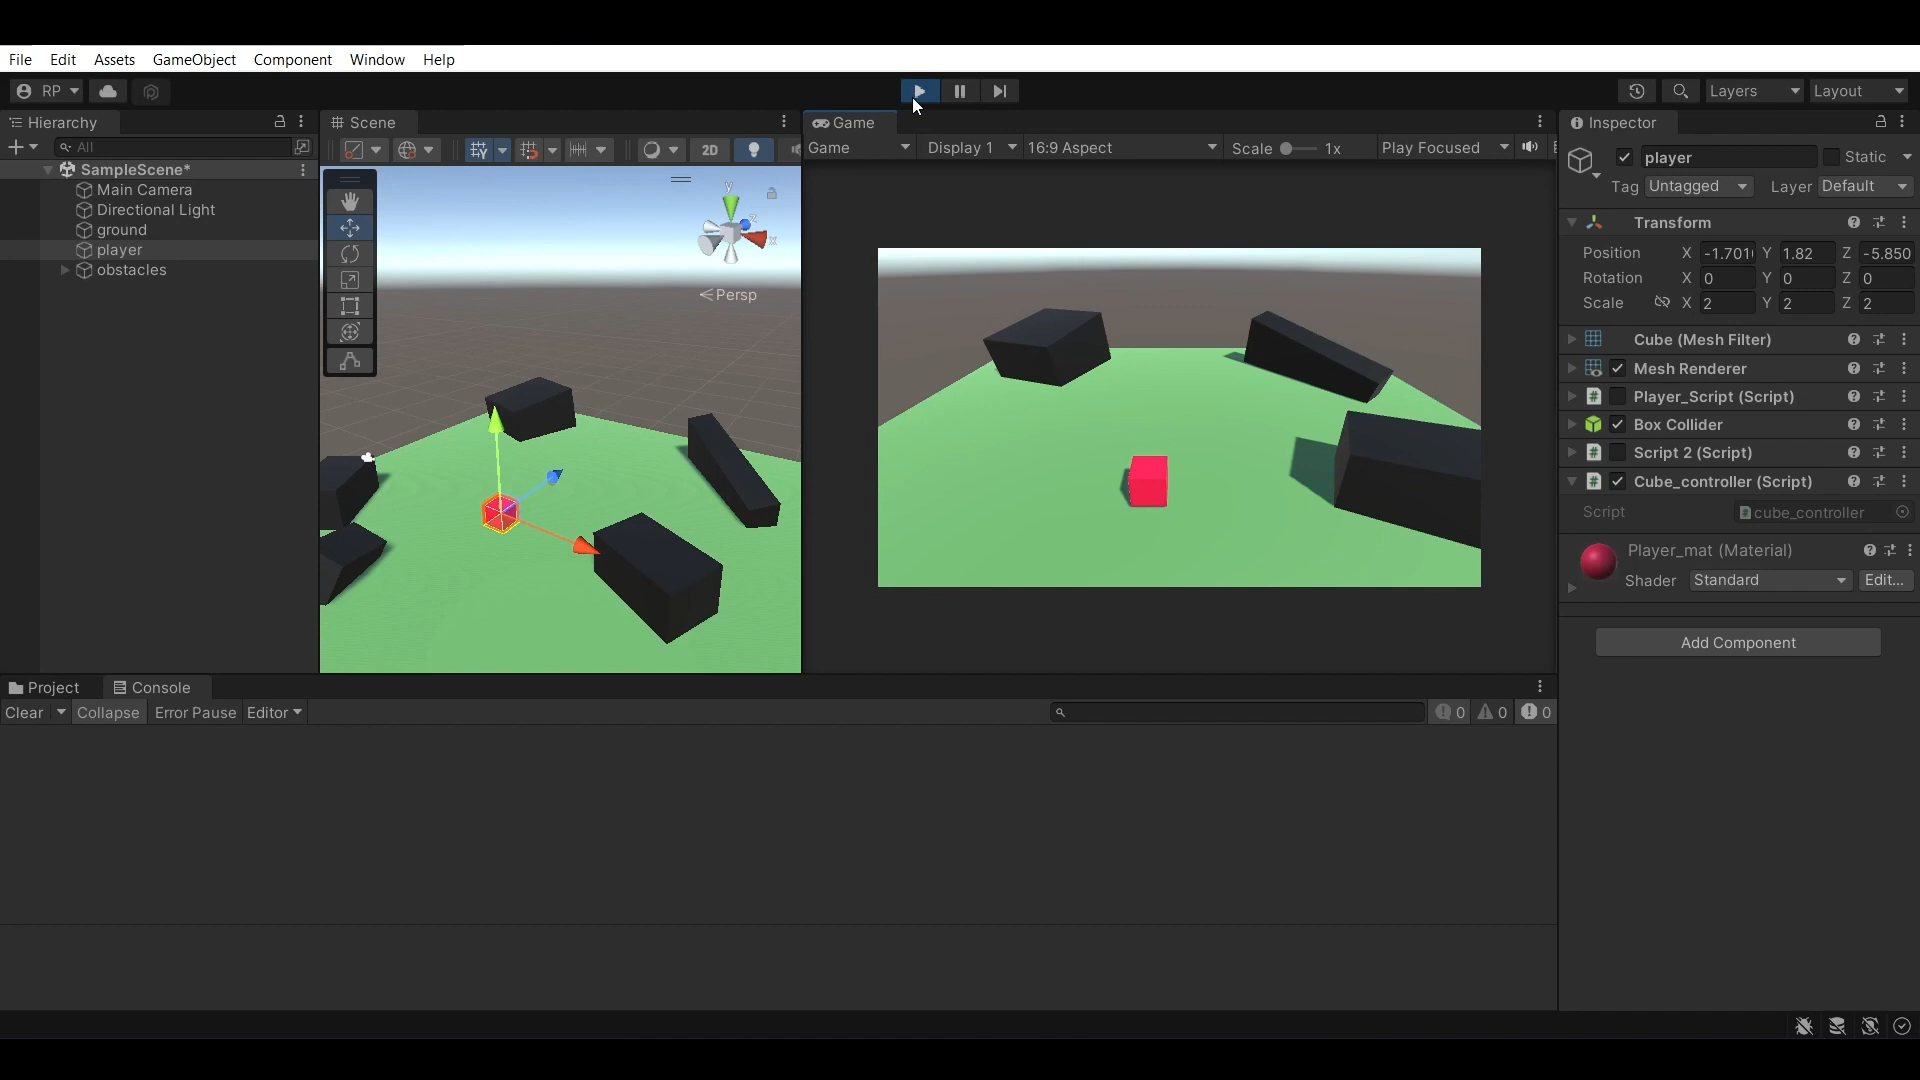 File Edit Assets GameObject Component Window Help
RP Layers Layout
Hierarchy
All
SampleScene*
Main Camera
Directional Light
ground
player
obstacles
Scene
2D
y
z
x
Persp
Game
Game Display 1 16:9 Aspect Scale 1x Play Focused
Inspector
player Static
Tag Untagged Layer Default
Transform
Position X -1.701 Y 1.82 Z -5.850
Rotation X 0 Y 0 Z 0
Scale X 2 Y 2 Z 2
Cube (Mesh Filter)
Mesh Renderer
Player_Script (Script)
Box Collider
Script 2 (Script)
Cube_controller (Script)
Script cube_controller
Player_mat (Material)
Shader Standard Edit...
Add Component
Project Console
Clear Collapse Error Pause Editor 0 0 0